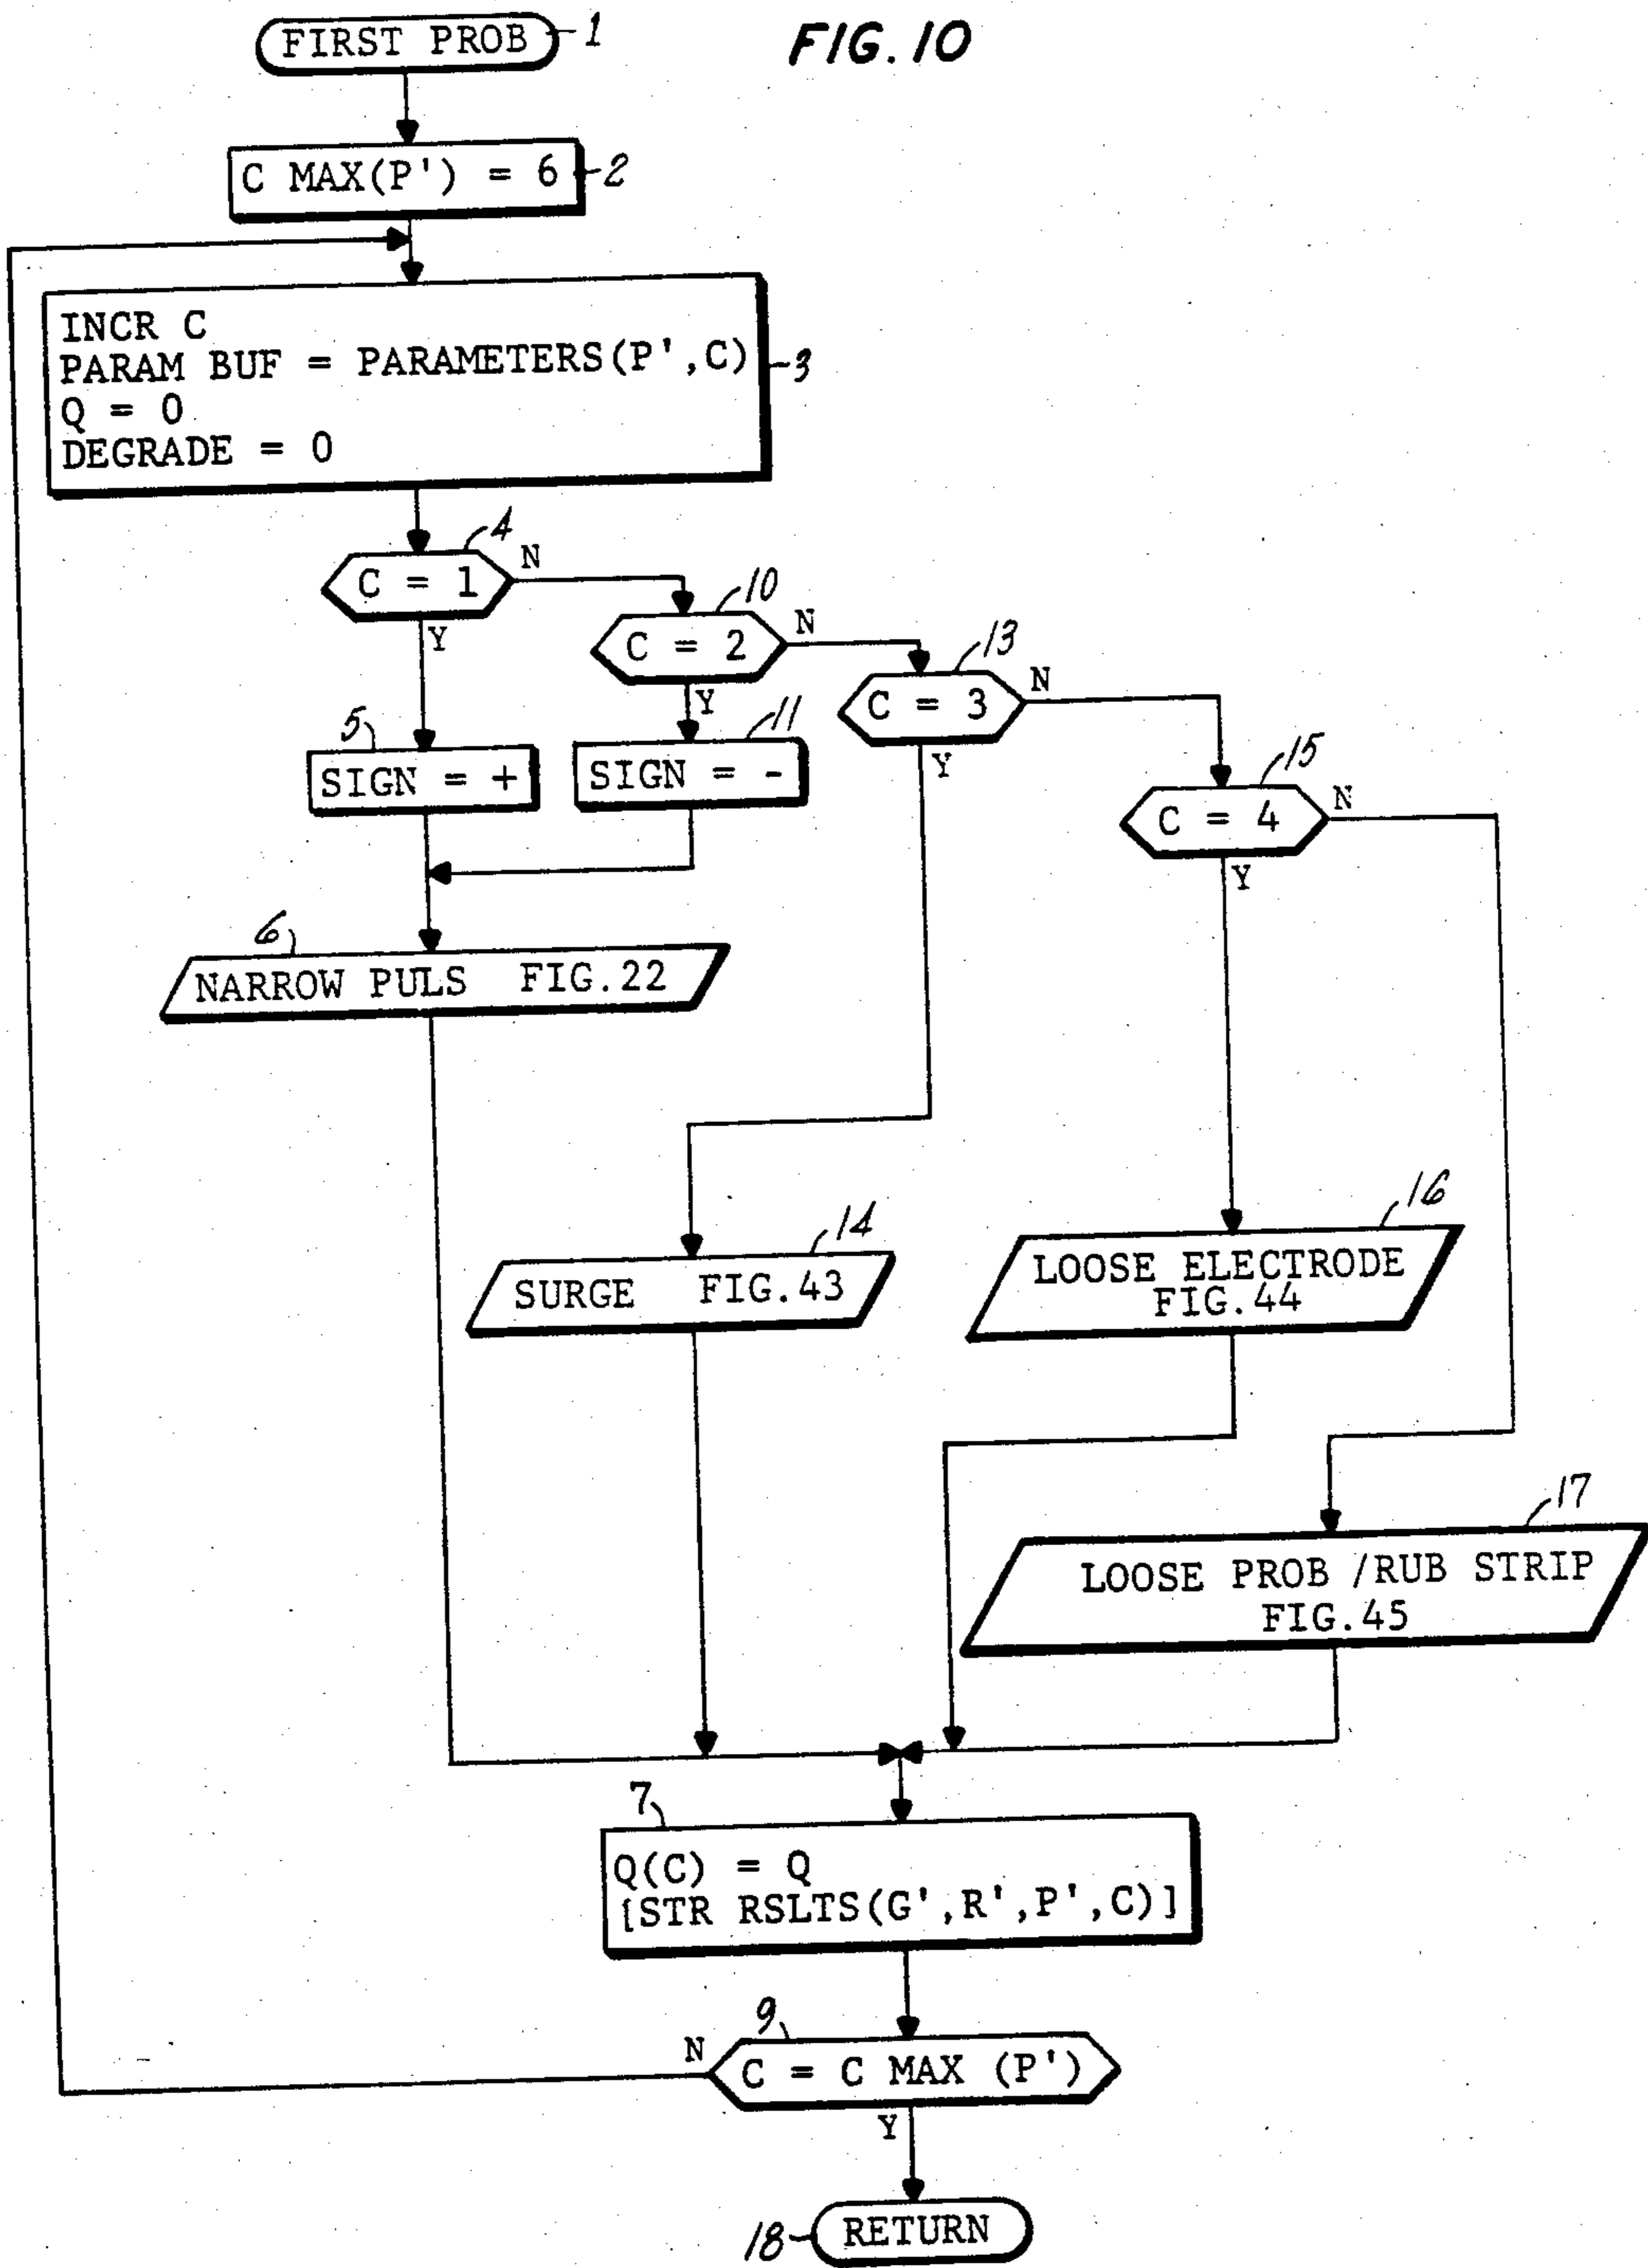 FIRST PROB
1
FIG. 10
C MAX(P') = 6
2
INCR C
PARAM BUF = PARAMETERS(P',C)
Q = 0
DEGRADE = 0
3
4
C = 1
N
Y
10
C = 2
N
Y
13
C = 3
N
Y
5
SIGN = +
11
SIGN = -
15
C = 4
N
Y
6
NARROW PULS FIG.22
14
SURGE FIG.43
16
LOOSE ELECTRODE
FIG.44
17
LOOSE PROB /RUB STRIP
FIG.45
7
Q(C) = Q
[STR RSLTS(G',R',P',C)]
9
N
C = C MAX (P')
Y
18
RETURN